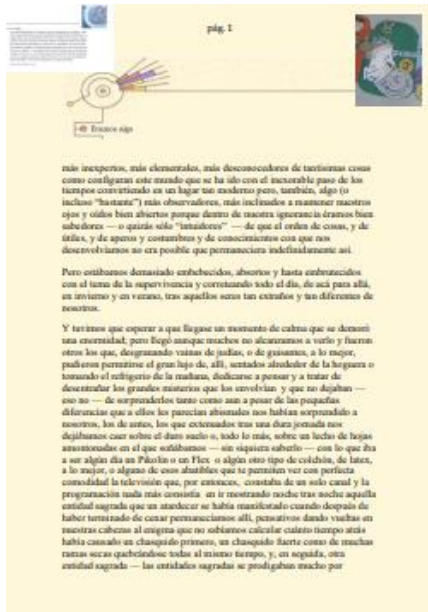 pág. 1
Éramos algo
más inexpertos, más elementales, más desconocedores de tantísimas cosas
como configuran este mundo que se ha ido con el inexorable paso de los
tiempos convirtiendo en un lugar tan moderno pero, también, algo (o
incluso "bastante") más observadores, más inclinados a mantener nuestros
ojos y oídos bien abiertos porque dentro de nuestra ignorancia éramos bien
sabedores — o quizás sólo "intuidores" — de que el orden de cosas, y de
útiles, y de aperos y costumbres y de conocimientos con que nos
desenvolvíamos no era posible que permaneciera indefinidamente así.
Pero estábamos demasiado embebecidos, absortos y hasta embrutecidos
con el tema de la supervivencia y correteando todo el día, de acá para allá,
en invierno y en verano, tras aquellos seres tan extraños y tan diferentes de
nosotros.
Y tuvimos que esperar a que llegase un momento de calma que se demoró
una enormidad; pero llegó aunque muchos no alcanzamos a verlo y fueron
otros los que, desgranando vainas de judías, o de guisantes, a lo mejor,
pudieron permitirse el gran lujo de, allí, sentados alrededor de la hoguera o
tomando el refrigerio de la mañana, dedicarse a pensar y a tratar de
desentrañar los grandes misterios que los envolvían y que no dejaban —
eso no — de sorprenderlos tanto como aun a pesar de las pequeñas
diferencias que a ellos les parecían abismales nos habían sorprendido a
nosotros, los de antes, los que extenuados tras una dura jornada nos
dejábamos caer sobre el duro suelo o, todo lo más, sobre un lecho de hojas
amontonadas en el que soñábamos — sin siquiera saberlo — con lo que iba
a ser algún día un Pikolín o un Flex o algún otro tipo de colchón, de latex,
a lo mejor, o alguno de esos abatibles que te permiten ver con perfecta
comodidad la televisión que, por entonces, constaba de un solo canal y la
programación nada más consistía en ir mostrando noche tras noche aquella
entidad sagrada que un atardecer se había manifestado cuando después de
haber terminado de cenar permanecíamos allí, pensativos dando vueltas en
nuestras cabezas al enigma que no sabíamos calcular cuánto tiempo atrás
había causado un chasquido primero, un chasquido fuerte como de muchas
ramas secas quebrándose todas al mismo tiempo, y, en seguida, otra
entidad sagrada — las entidades sagradas se prodigaban mucho por